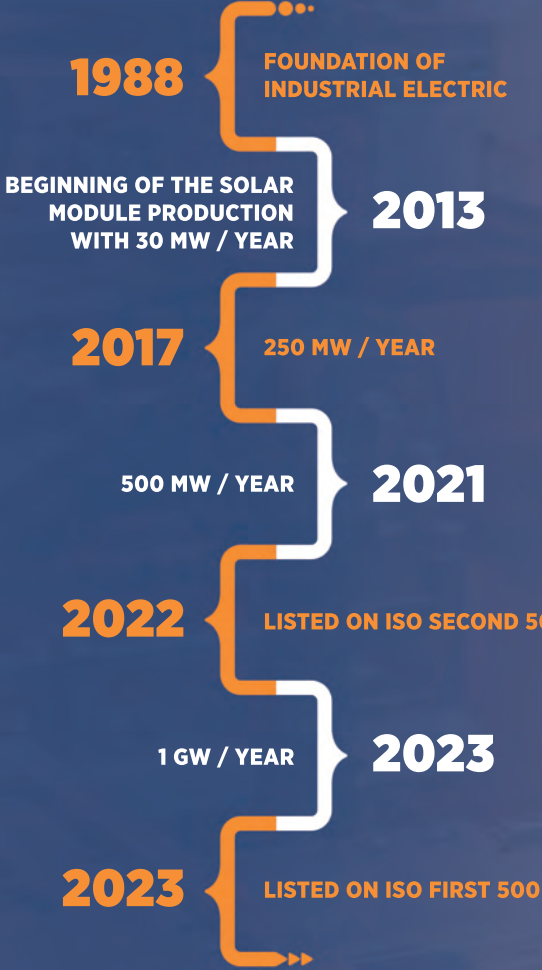 1988
FOUNDATION OF
INDUSTRIAL ELECTRIC
BEGINNING OF THE SOLAR
MODULE PRODUCTION
WITH 30 MW / YEAR
2013
2017
250 MW / YEAR
500 MW / YEAR
2021
2022
LISTED ON ISO SECOND
1 GW / YEAR
2023
2023
LISTED ON ISO FIRST 500